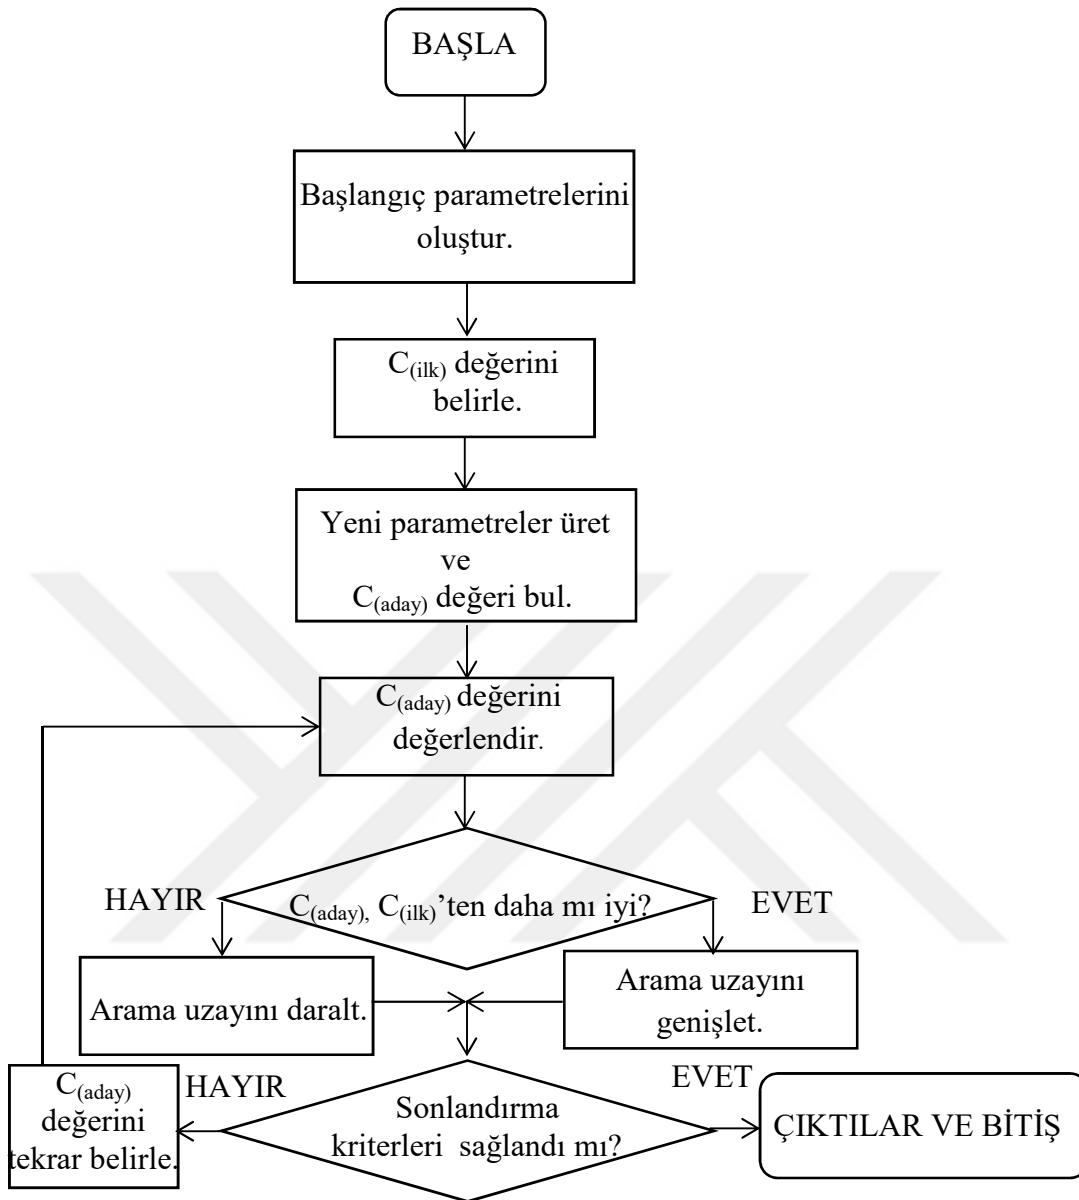 BAŞLA
Başlangıç parametrelerini
oluştur.
C(ilk) değerini
belirle.
Yeni parametreler üret
ve
C(aday) değeri bul.
C(aday) değerini
değerlendir.
HAYIR
C(aday), C(ilk)’ten daha mı iyi?
EVET
Arama uzayını daralt.
Arama uzayını
genişlet.
C(aday)
değerini
tekrar belirle.
HAYIR
Sonlandırma
kriterleri sağlandı mı?
EVET
ÇIKTILAR VE BİTİŞ